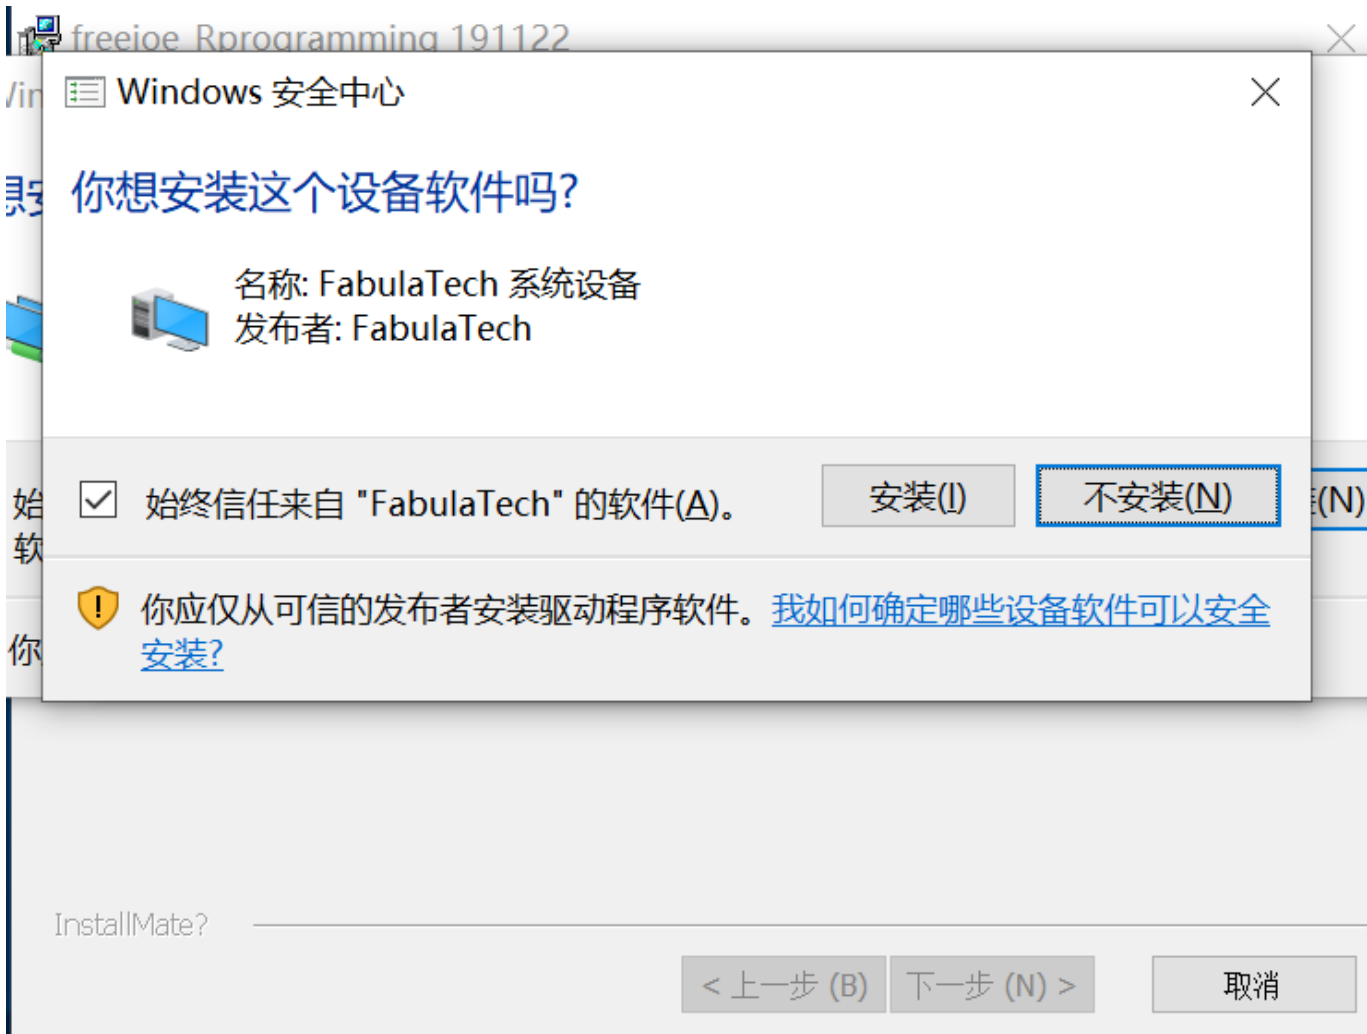 freejoe Rprogramming 191122
Windows 安全中心
你想安装这个设备软件吗?
名称: FabulaTech 系统设备
发布者: FabulaTech
始终信任来自 "FabulaTech" 的软件(A)。
安装(I)
不安装(N)
(N)
始
软
你应仅从可信的发布者安装驱动程序软件。我如何确定哪些设备软件可以安全
安装?
你
InstallMate?
< 上一步 (B)
下一步 (N) >
取消